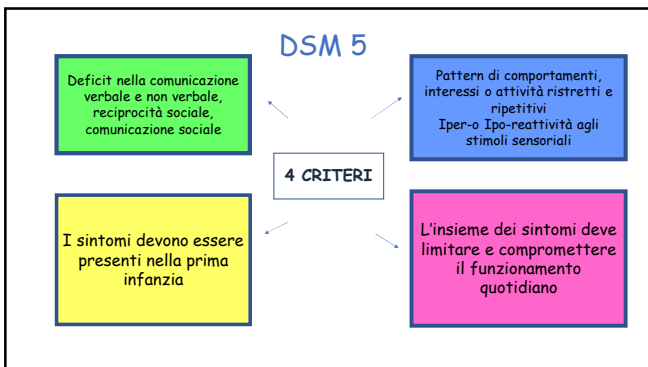 DSM 5
Deficit nella comunicazione
verbale e non verbale,
reciprocità sociale,
comunicazione sociale
Pattern di comportamenti,
interessi o attività ristretti e
ripetitivi
Iper-o Ipo-reattività agli
stimoli sensoriali
4 CRITERI
I sintomi devono essere
presenti nella prima
infanzia
L'insieme dei sintomi deve
limitare e compromettere
il funzionamento
quotidiano